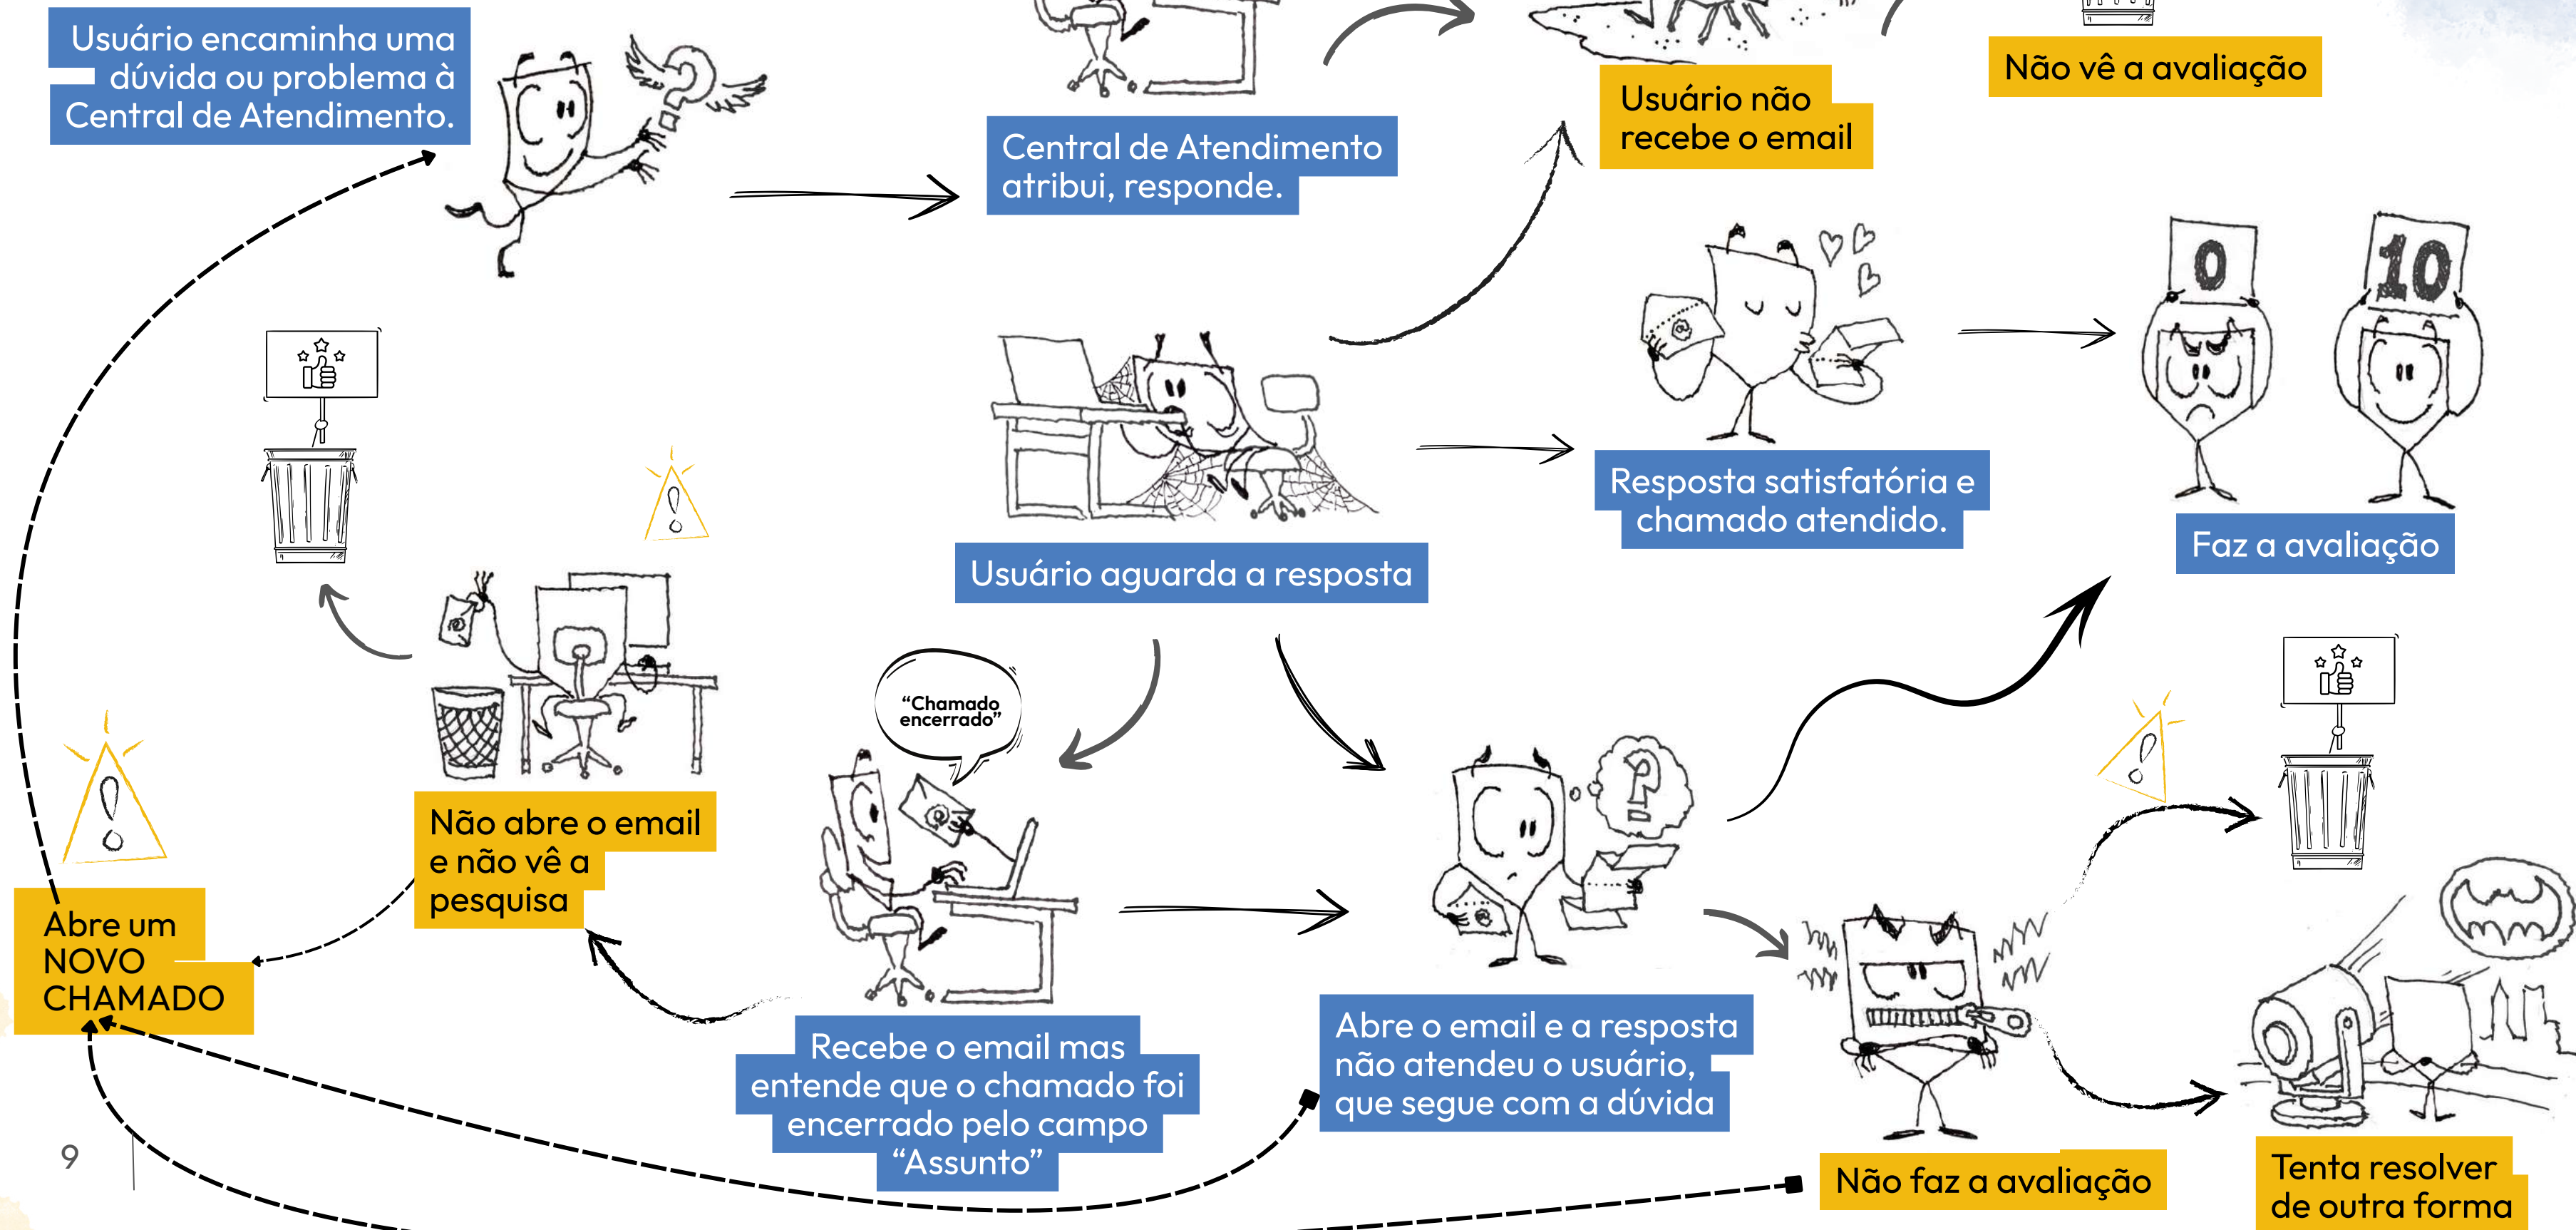 Usuário encaminha uma
dúvida ou problema à
Central de Atendimento.
Central de Atendimento
atribui, responde.
Usuário não
recebe o email
Não vê a avaliação
0
10
Resposta satisfatória e
chamado atendido.
Faz a avaliação
Usuário aguarda a resposta
“Chamado
encerrado”
Não abre o email
e não vê a
pesquisa
Abre um
NOVO
CHAMADO
Recebe o email mas
entende que o chamado foi
encerrado pelo campo
“Assunto”
Abre o email e a resposta
não atendeu o usuário,
que segue com a dúvida
Não faz a avaliação
Tenta resolver
de outra forma
9